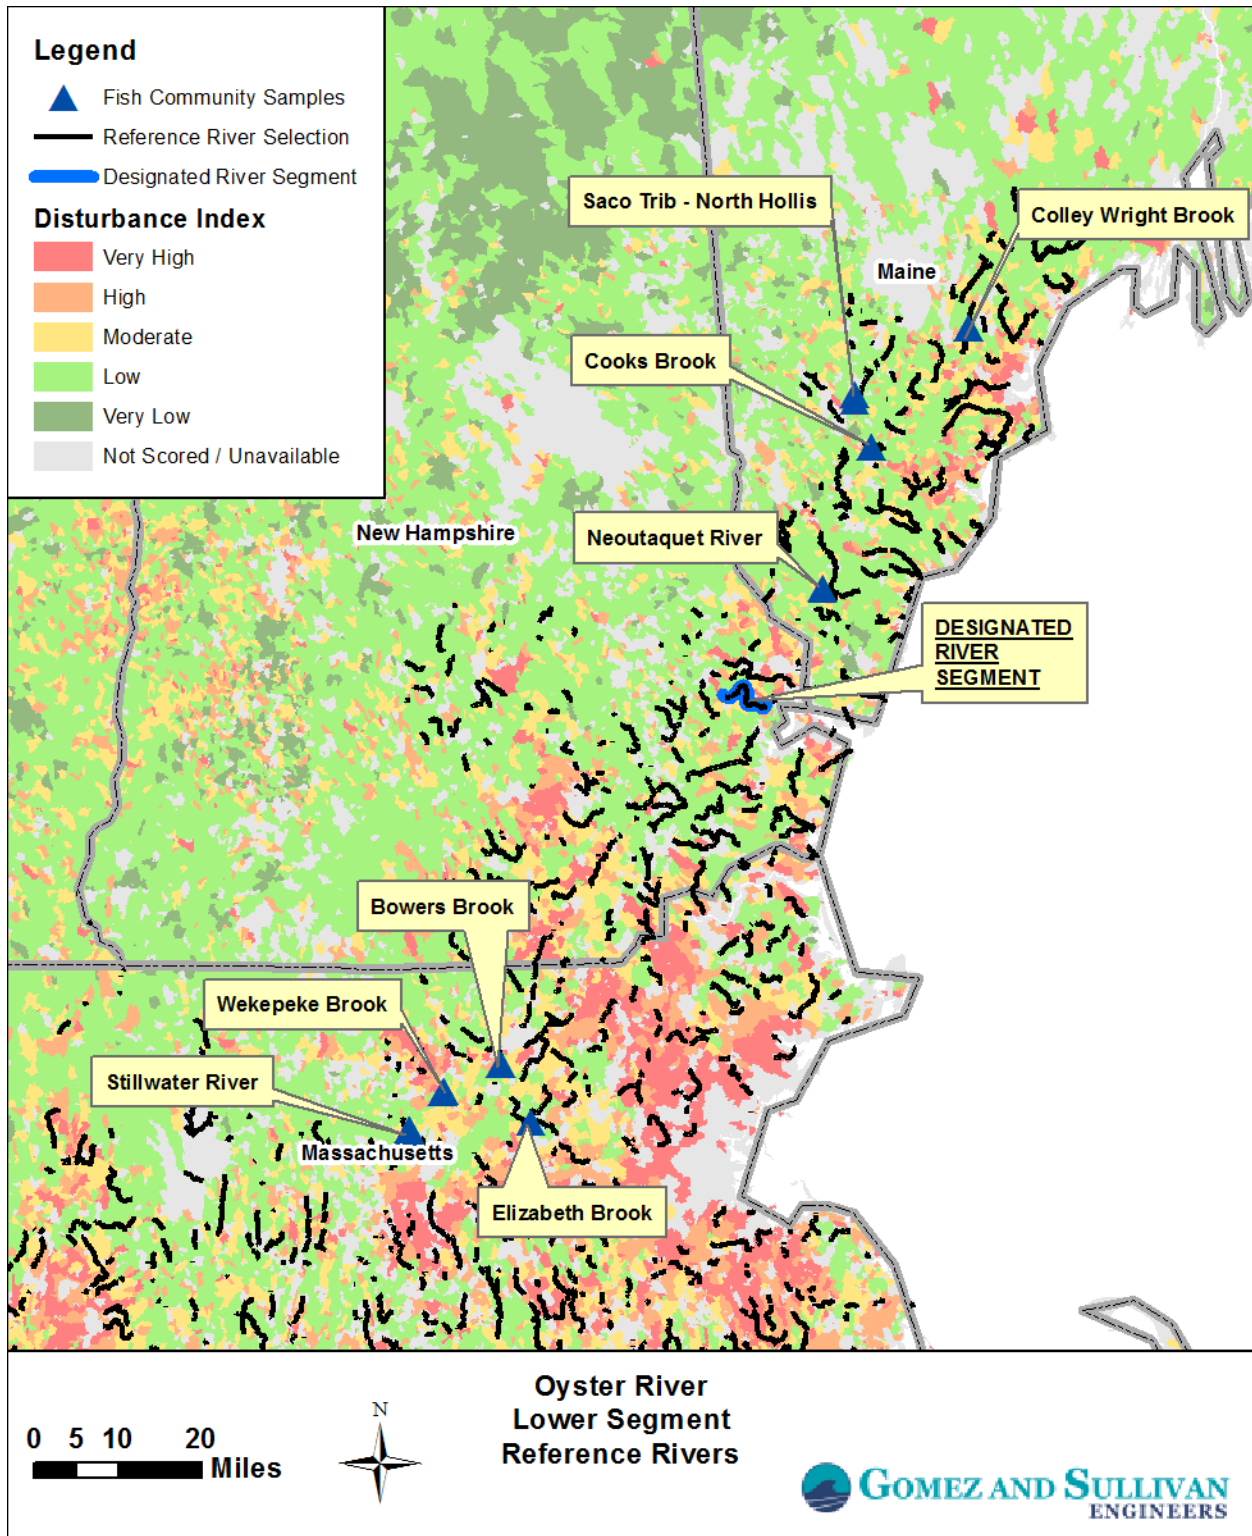 Legend
Fish Community Samples
Reference River Selection
Designated River Segment
Disturbance Index
Very High
High
Moderate
Low
Very Low
Not Scored / Unavailable
Saco Trib - North Hollis
Colley Wright Brook
Maine
Cooks Brook
New Hampshire
Neoutaquet River
DESIGNATED
RIVER
SEGMENT
Bowers Brook
Wekepeke Brook
Stillwater River
Massachusetts
Elizabeth Brook
Oyster River
Lower Segment
Reference Rivers
N
0 5 10 20
Miles
GOMEZ AND SULLIVAN
ENGINEERS